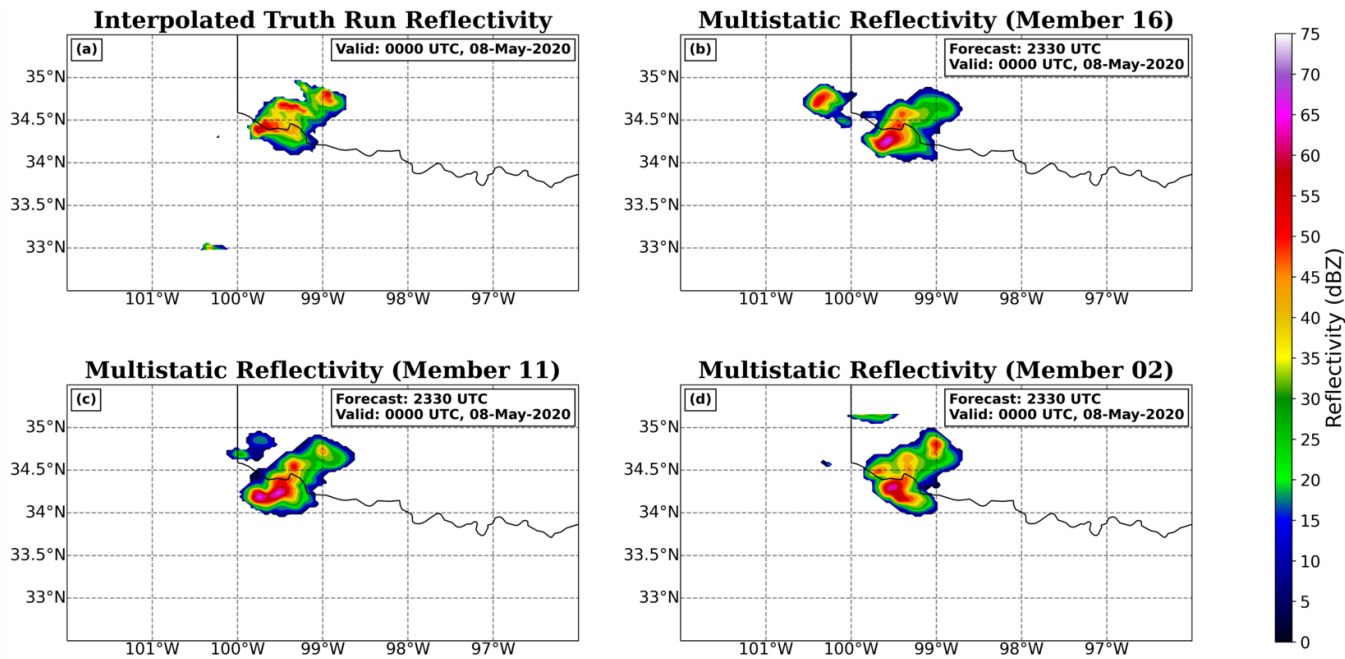 Interpolated Truth Run Reflectivity
(a)
Valid: 0000 UTC, 08-May-2020
35°N
34.5°N
34°N
33.5°N
33°N
101°W 100°W 99°W 98°W 97°W
Multistatic Reflectivity (Member 16)
(b)
Forecast: 2330 UTC
Valid: 0000 UTC, 08-May-2020
35°N
34.5°N
34°N
33.5°N
33°N
101°W 100°W 99°W 98°W 97°W
Multistatic Reflectivity (Member 11)
(c)
Forecast: 2330 UTC
Valid: 0000 UTC, 08-May-2020
35°N
34.5°N
34°N
33.5°N
33°N
101°W 100°W 99°W 98°W 97°W
Multistatic Reflectivity (Member 02)
(d)
Forecast: 2330 UTC
Valid: 0000 UTC, 08-May-2020
35°N
34.5°N
34°N
33.5°N
33°N
101°W 100°W 99°W 98°W 97°W
75
70
65
60
55
50
45
40
35
30
25
20
15
10
5
0
Reflectivity (dBZ)